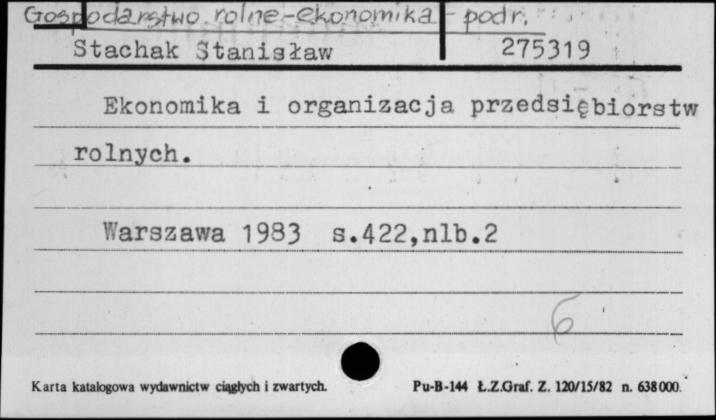 Gospodarstwo rolne-ekonomika - podr.
Stachak Stanisław 275319
Ekonomika i organizacja przedsiębiorstw
rolnych.
Warszawa 1983 s.422,nlb.2
6
Karta katalogowa wydawnictw ciągłych i zwartych. Pu-B-144 Ł.Z.Graf. Z. 120/15/82 n. 638000.